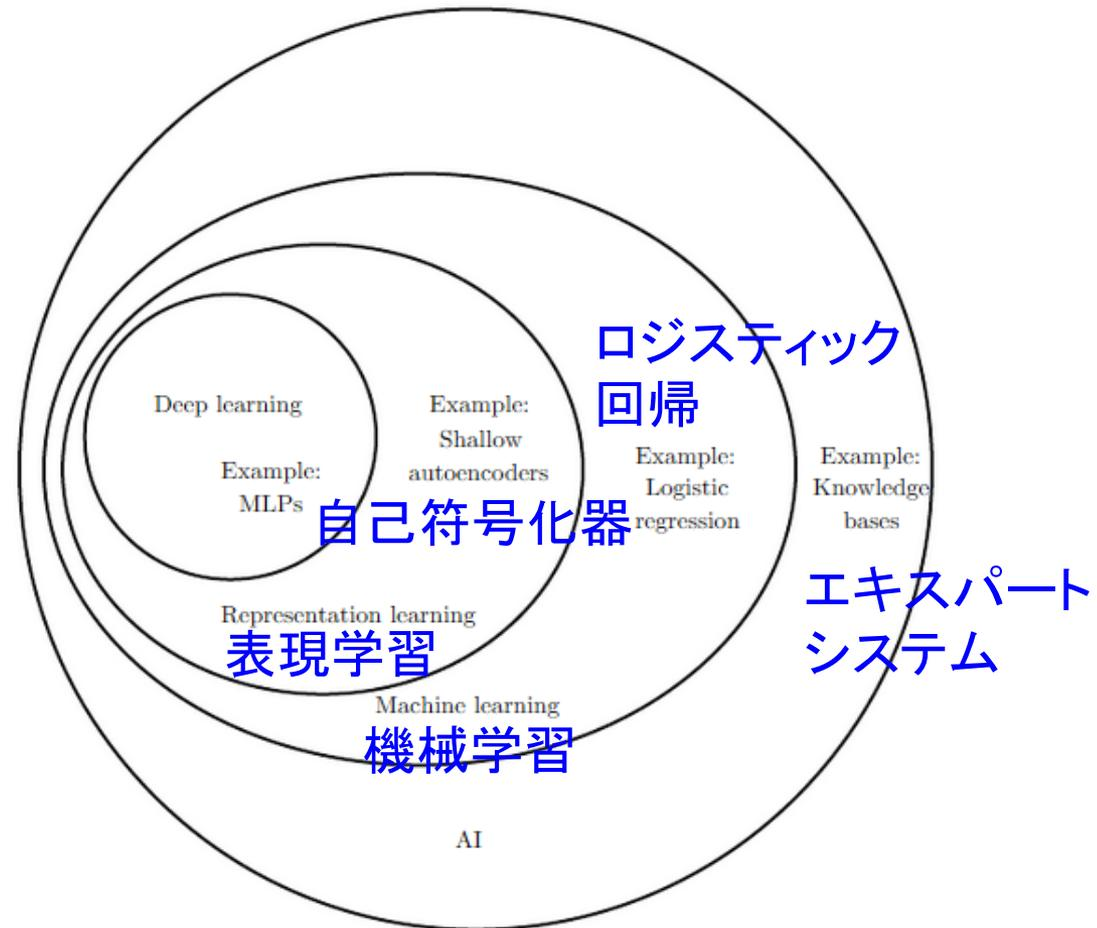 ロジスティック
回帰
Deep learning
Example:
MLPs
Example:
Shallow
autoencoders
自己符号化器
Example:
Logistic
regression
Example:
Knowledge
bases
エキスパート
システム
Representation learning
表現学習
Machine learning
機械学習
AI